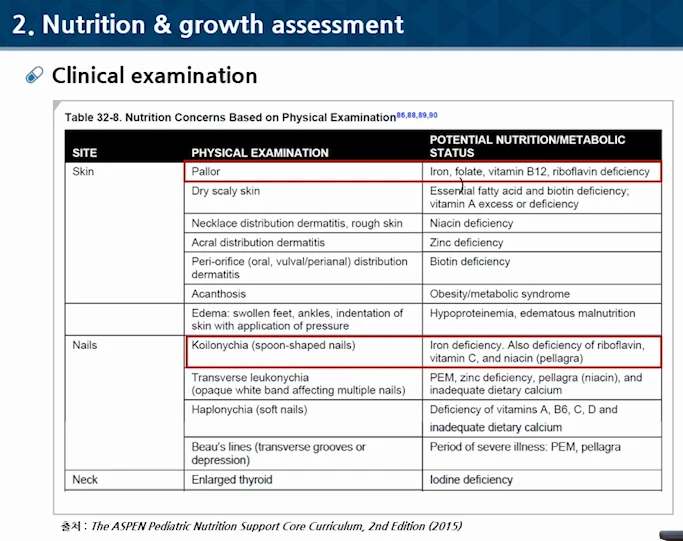 2. Nutrition & growth assessment
Clinical examination
Table 32-8. Nutrition Concerns Based on Physical Examination86,88,89,90
SITE PHYSICAL EXAMINATION POTENTIAL NUTRITION/METABOLIC
STATUS
Skin Pallor Iron, folate, vitamin B12, riboflavin deficiency
Dry scaly skin Essential fatty acid and biotin deficiency;
vitamin A excess or deficiency
Necklace distribution dermatitis, rough skin Niacin deficiency
Acral distribution dermatitis Zinc deficiency
Peri-orifice (oral, vulval/perianal) distribution Biotin deficiency
dermatitis
Acanthosis Obesity/metabolic syndrome
Edema: swollen feet, ankles, indentation of Hypoproteinemia, edematous malnutrition
skin with application of pressure
Nails Koilonychia (spoon-shaped nails) Iron deficiency. Also deficiency of riboflavin,
vitamin C, and niacin (pellagra)
Transverse leukonychia PEM, zinc deficiency, pellagra (niacin), and
(opaque white band affecting multiple nails) inadequate dietary calcium
Haplonychia (soft nails) Deficiency of vitamins A, B6, C, D and
inadequate dietary calcium
Beau's lines (transverse grooves or Period of severe illness: PEM, pellagra
depression)
Neck Enlarged thyroid Iodine deficiency
출처 : The ASPEN Pediatric Nutrition Support Core Curriculum, 2nd Edition (2015)